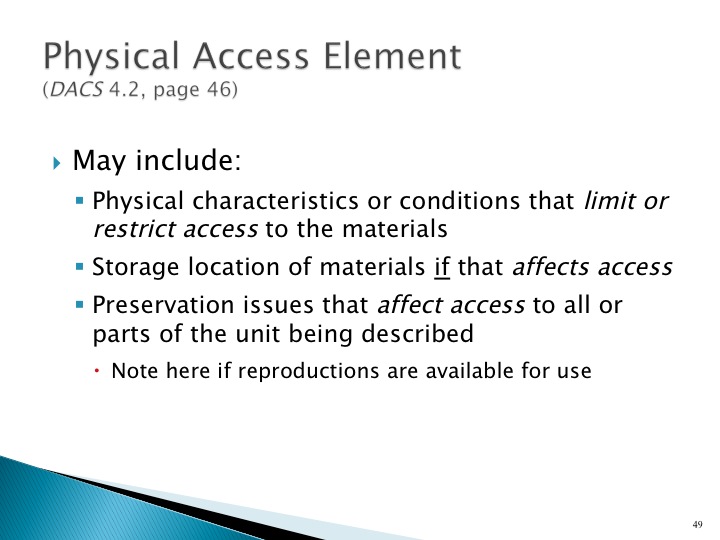 Physical Access Element
(DACS 4.2, page 46)
May include:
Physical characteristics or conditions that limit or
restrict access to the materials
Storage location of materials if that affects access
Preservation issues that affect access to all or
parts of the unit being described
Note here if reproductions are available for use
49